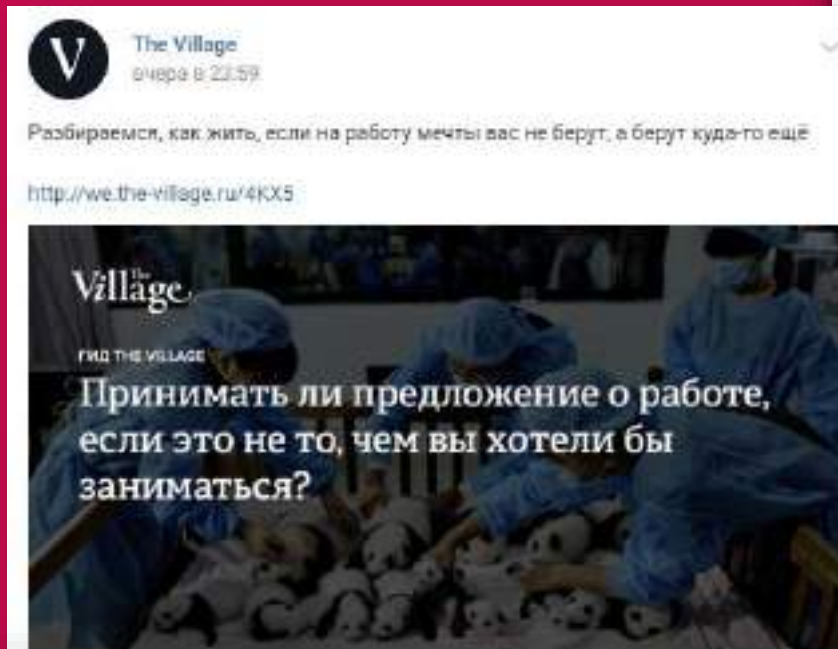 V
The Village
вчера в 22:59
Разбираемся, как жить, если на работу мечты вас не берут, а берут куда-то ещё
http://we.the-village.ru/4KX5
The Village
ГИД THE VILLAGE
Принимать ли предложение о работе,
если это не то, чем вы хотели бы
заниматься?